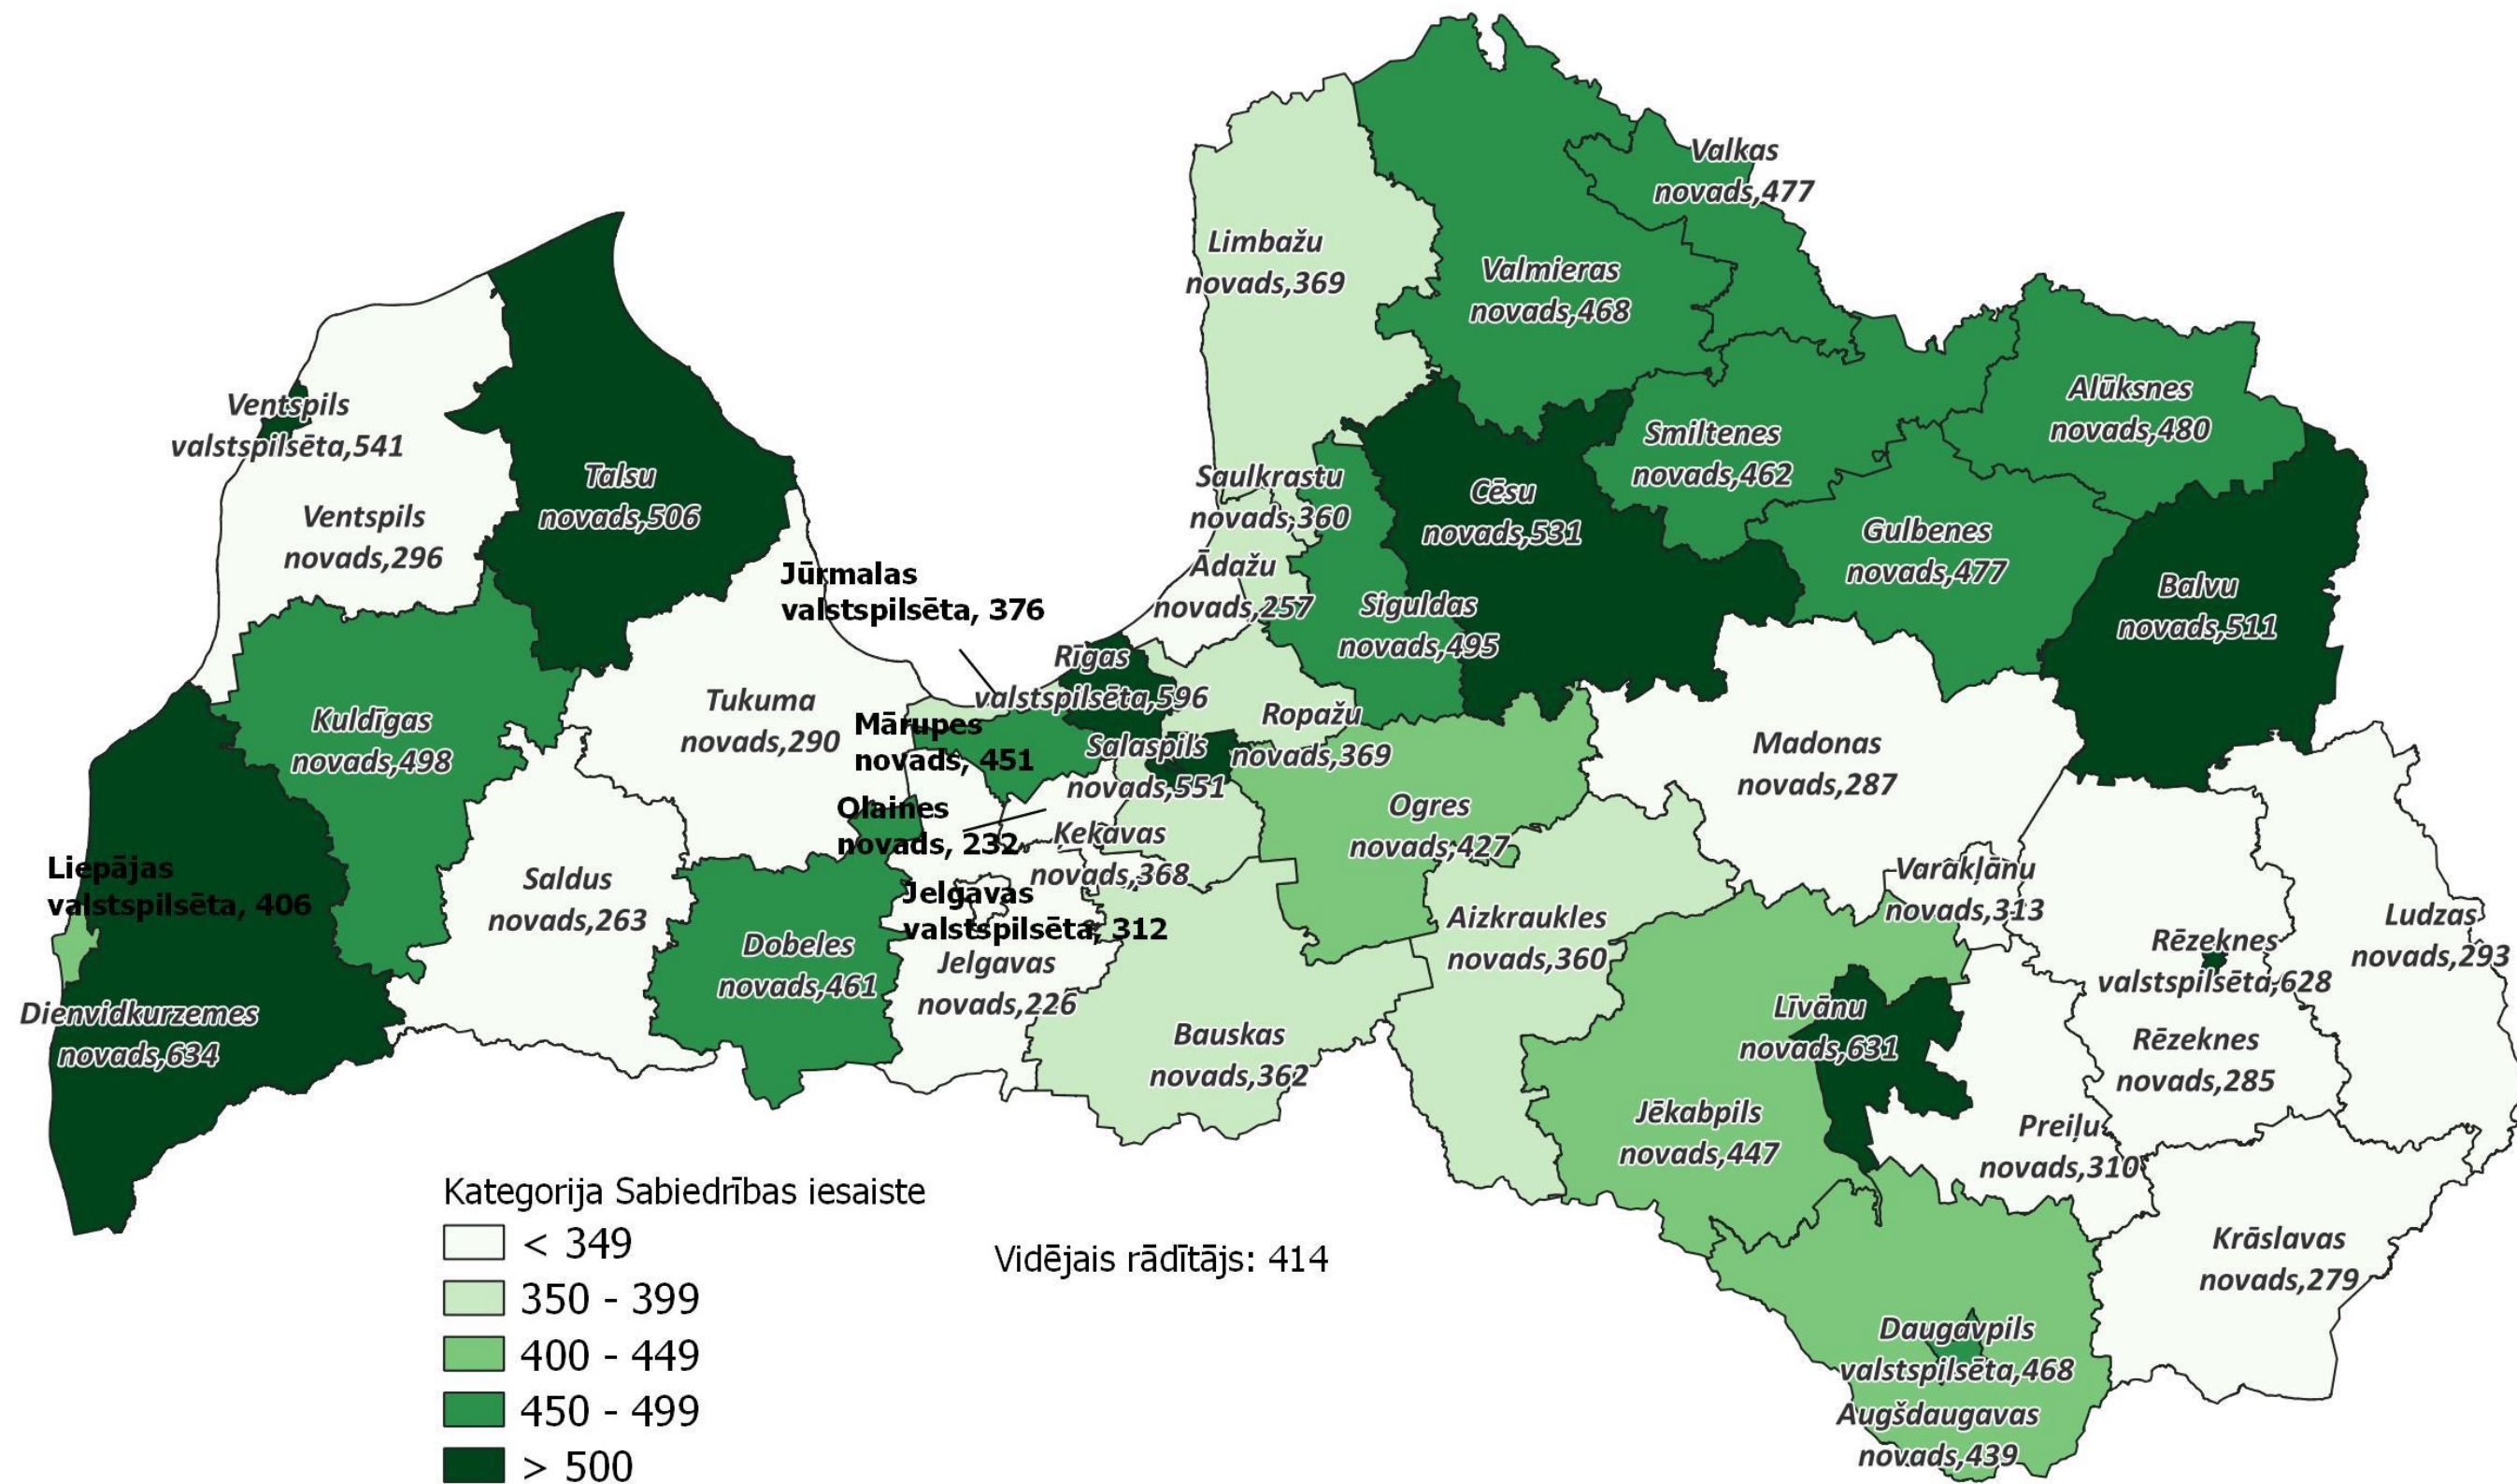 Valkas
novads,477
Limbažu
novads,369
Valmieras
novads,468
Ventspils
valstspilsēta,541
Alūksnes
novads,480
Smiltenes
novads,462
Talsu
novads,506
Saulkrastu
novads,360
Cēsu
novads,531
Ventspils
novads,296
Gulbenes
novads,477
Jūrmalas
valstspilsēta, 376
Ādažu
novads,257
Siguldas
novads,495
Balvu
novads,511
Rīgas
valstspilsēta,596
Tukuma
novads,290
Kuldīgas
novads,498
Mārupes
novads, 451
Ropažu
novads,369
Salaspils
novads,551
Madonas
novads,287
Olaines
novads, 232
Ogres
novads,427
Ķekavas
novads,368
Liepājas
valstspilsēta, 406
Saldus
novads,263
Jelgavas
valstspilsēta, 312
Varakļānu
novads,313
Aizkraukles
novads,360
Ludzas
novads,293
Dobeles
novads,461
Rēzeknes
valstspilsēta,628
Jelgavas
novads,226
Dienvidkurzemes
novads,634
Līvānu
novads,631
Bauskas
novads,362
Rēzeknes
novads,285
Jēkabpils
novads,447
Preiļu
novads,310
Krāslavas
novads,279
Daugavpils
valstspilsēta,468
Augšdaugavas
novads,439
Kategorija Sabiedrības iesaiste
< 349
350 - 399
400 - 449
450 - 499
> 500
Vidējais rādītājs: 414